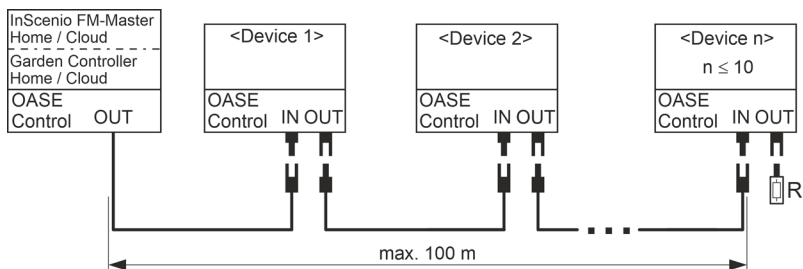 InScenio FM-Master
Home / Cloud
Garden Controller
Home / Cloud
OASE
Control OUT
<Device 1>
OASE
Control IN OUT
<Device 2>
OASE
Control IN OUT
<Device n>
n ≤ 10
OASE
Control IN OUT
R
max. 100 m